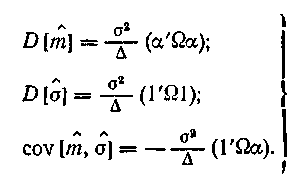 D [m̂] = σ²/Δ (α′Ωα);
D [σ̂] = σ²/Δ (1′Ω1);
cov [m̂, σ̂] = − σ²/Δ (1′Ωα).